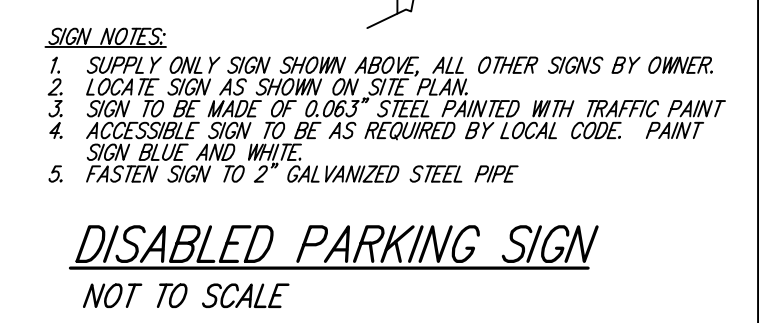 SIGN NOTES:
1. SUPPLY ONLY SIGN SHOWN ABOVE, ALL OTHER SIGNS BY OWNER.
2. LOCATE SIGN AS SHOWN ON SITE PLAN.
3. SIGN TO BE MADE OF 0.063" STEEL PAINTED WITH TRAFFIC PAINT
4. ACCESSIBLE SIGN TO BE AS REQUIRED BY LOCAL CODE. PAINT
SIGN BLUE AND WHITE.
5. FASTEN SIGN TO 2" GALVANIZED STEEL PIPE
DISABLED PARKING SIGN
NOT TO SCALE